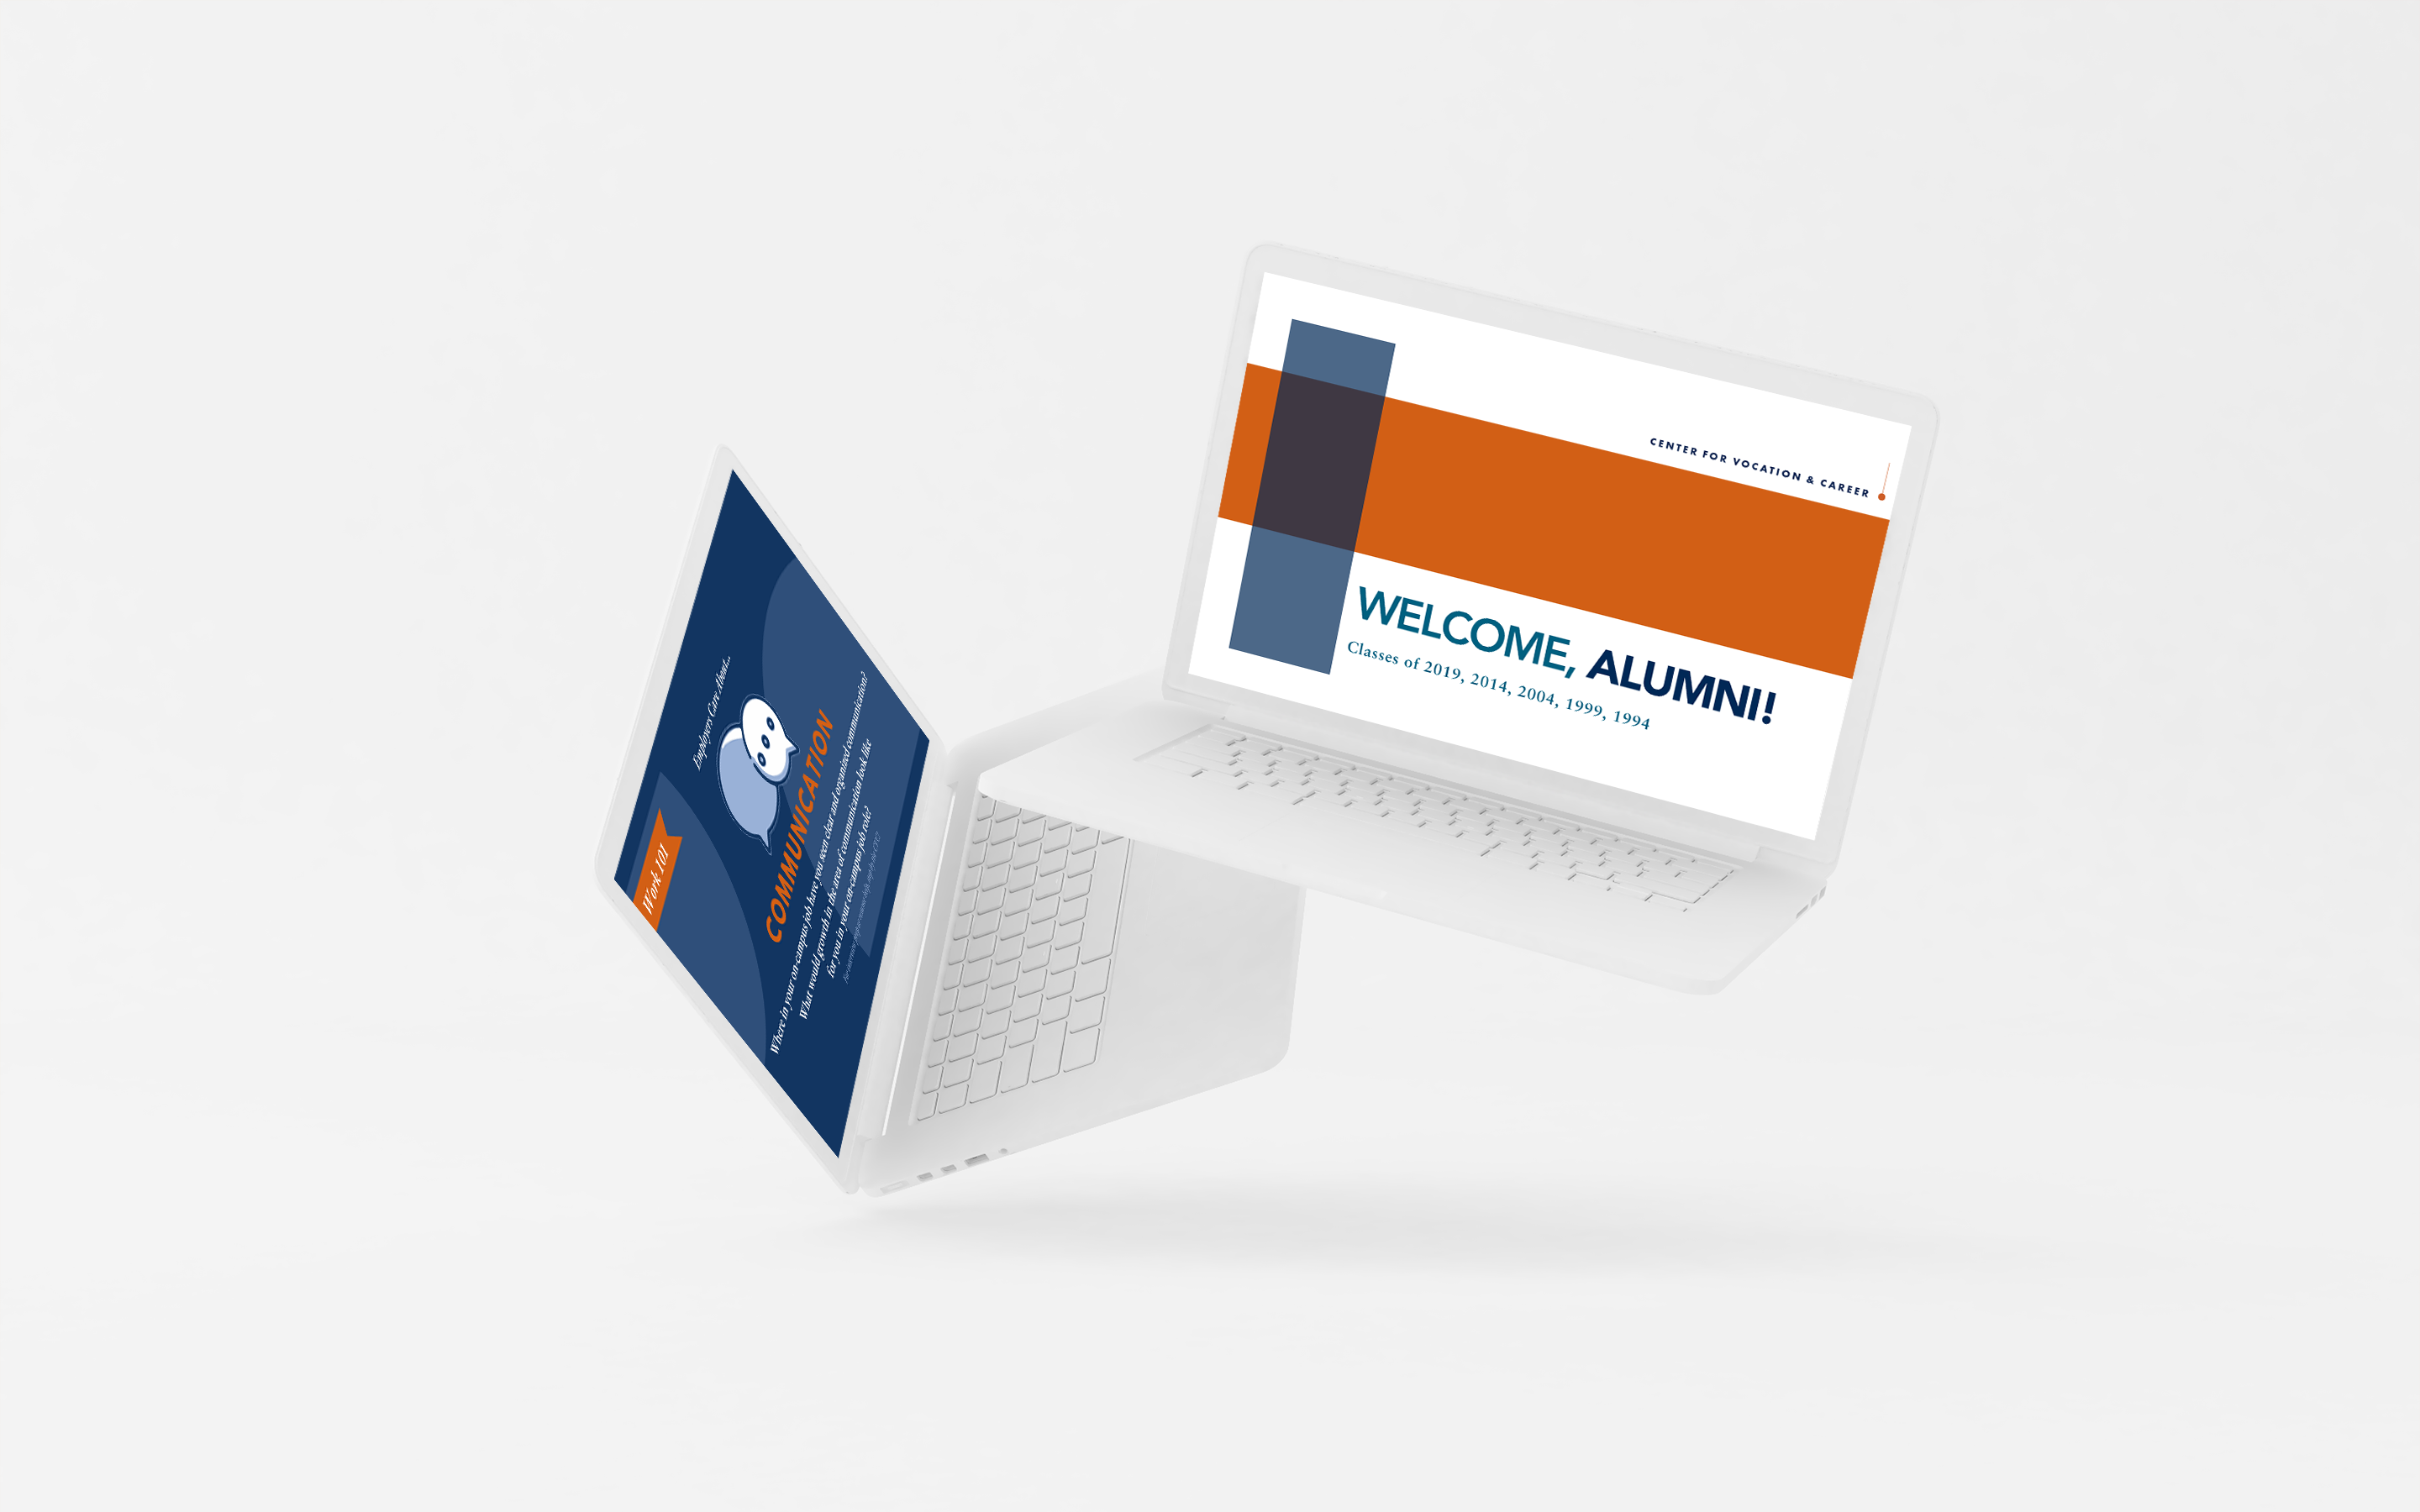 Work 101
Employers Care About...
COMMUNICATION
Where in your on-campus job have you seen clear and organized communication?
What would growth in the area of communication look like
for you in your on-campus job role?
CENTER FOR VOCATION & CAREER
WELCOME, ALUMNI!
Classes of 2019, 2014, 2004, 1999, 1994